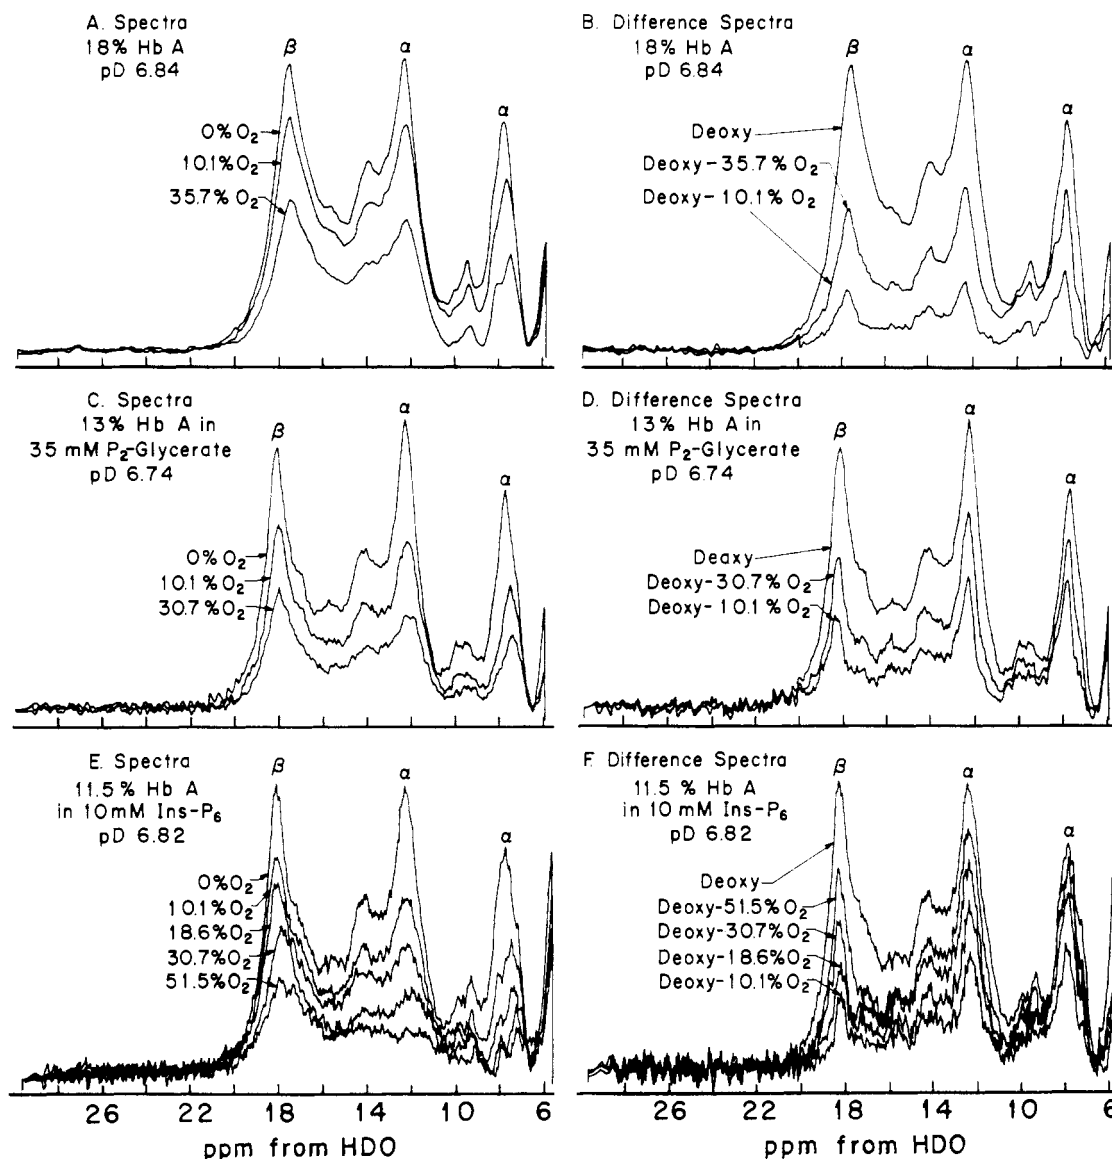 A. Spectra
18% Hb A
pD 6.84
β
α
α
0% O₂
10.1% O₂
35.7% O₂
B. Difference Spectra
18% Hb A
pD 6.84
β
α
α
Deoxy
Deoxy-35.7% O₂
Deoxy-10.1% O₂
C. Spectra
13% Hb A in
35 mM P₂-Glycerate
pD 6.74
β
α
α
0% O₂
10.1% O₂
30.7% O₂
D. Difference Spectra
13% Hb A in
35 mM P₂-Glycerate
pD 6.74
β
α
α
Deoxy
Deoxy-30.7% O₂
Deoxy-10.1% O₂
E. Spectra
11.5% Hb A
in 10mM Ins-P₆
pD 6.82
β
α
α
0% O₂
10.1% O₂
18.6% O₂
30.7% O₂
51.5% O₂
26 22 18 14 10 6
ppm from HDO
F. Difference Spectra
11.5 % Hb A
in 10 mM Ins-P₆
pD 6.82
β
α
α
Deoxy
Deoxy-51.5% O₂
Deoxy-30.7% O₂
Deoxy-18.6% O₂
Deoxy-10.1% O₂
26 22 18 14 10 6
ppm from HDO